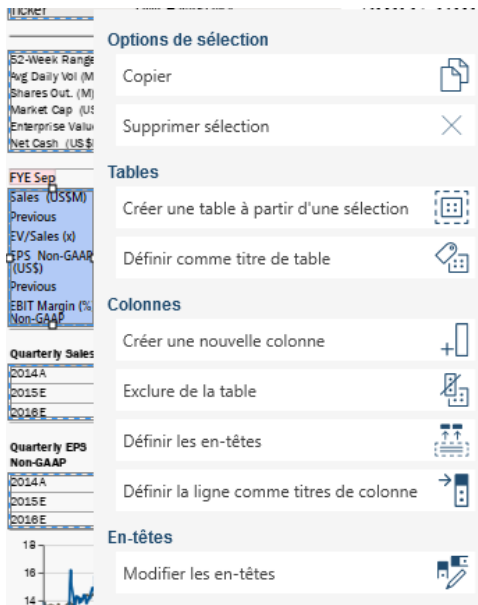 Ticker
52-Week Range
Avg Daily Vol (M
Shares Out. (M)
Market Cap (US
Enterprise Value
Net Cash (US$
FYE Sep
Sales (US$M)
Previous
EV/Sales (x)
EPS Non-GAAP
(US$)
Previous
EBIT Margin (%
Non-GAAP
Quarterly Sales
2014A
2015E
2016E
Quarterly EPS
Non-GAAP
2014A
2015E
2016E
18
16
14
Options de sélection
Copier
Supprimer sélection
Tables
Créer une table à partir d'une sélection
Définir comme titre de table
Colonnes
Créer une nouvelle colonne
Exclure de la table
Définir les en-têtes
Définir la ligne comme titres de colonne
En-têtes
Modifier les en-têtes